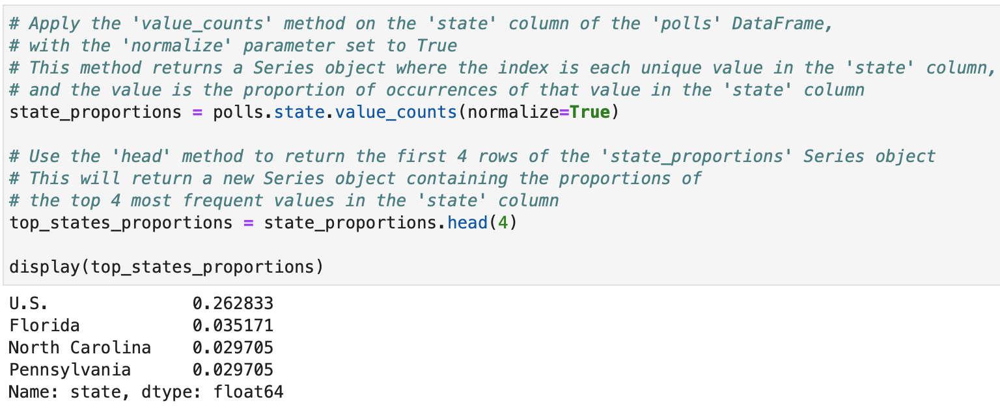 # Apply the 'value_counts' method on the 'state' column of the 'polls' DataFrame,
# with the 'normalize' parameter set to True
# This method returns a Series object where the index is each unique value in the 'state' column,
# and the value is the proportion of occurrences of that value in the 'state' column
state_proportions = polls.state.value_counts(normalize=True)
# Use the 'head' method to return the first 4 rows of the 'state_proportions' Series object
# This will return a new Series object containing the proportions of
# the top 4 most frequent values in the 'state' column
top_states_proportions = state_proportions.head(4)
display(top_states_proportions)
U.S. 0.262833
Florida 0.035171
North Carolina 0.029705
Pennsylvania 0.029705
Name: state, dtype: float64